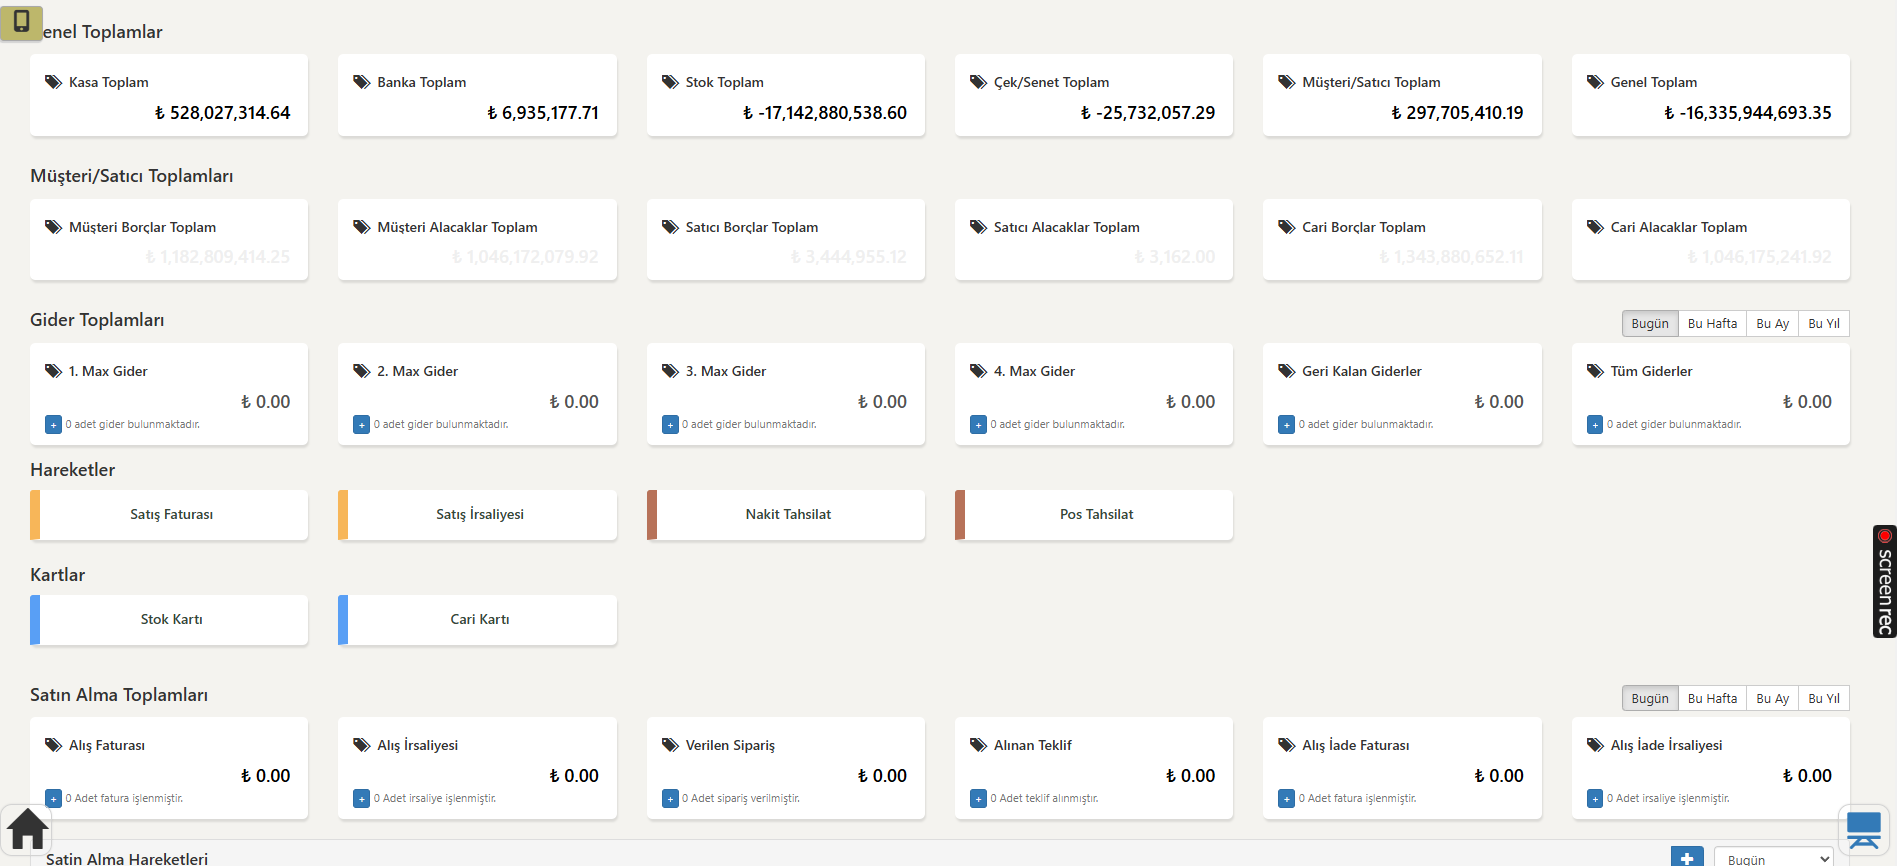 enel Toplamlar
Kasa Toplam
₺ 528,027,314.64
Banka Toplam
₺ 6,935,177.71
Stok Toplam
₺ -17,142,880,538.60
Çek/Senet Toplam
₺ -25,732,057.29
Müşteri/Satıcı Toplam
₺ 297,705,410.19
Genel Toplam
₺ -16,335,944,693.35
Müşteri/Satıcı Toplamları
Müşteri Borçlar Toplam
₺ 1,182,809,414.25
Müşteri Alacaklar Toplam
₺ 1,046,172,079.92
Satıcı Borçlar Toplam
₺ 3,444,955.12
Satıcı Alacaklar Toplam
₺ 3,162.00
Cari Borçlar Toplam
₺ 1,343,880,652.11
Cari Alacaklar Toplam
₺ 1,046,175,241.92
Gider Toplamları
Bugün Bu Hafta Bu Ay Bu Yıl
1. Max Gider
₺ 0.00
+ 0 adet gider bulunmaktadır.
2. Max Gider
₺ 0.00
+ 0 adet gider bulunmaktadır.
3. Max Gider
₺ 0.00
+ 0 adet gider bulunmaktadır.
4. Max Gider
₺ 0.00
+ 0 adet gider bulunmaktadır.
Geri Kalan Giderler
₺ 0.00
+ 0 adet gider bulunmaktadır.
Tüm Giderler
₺ 0.00
+ 0 adet gider bulunmaktadır.
Hareketler
Satış Faturası
Satış İrsaliyesi
Nakit Tahsilat
Pos Tahsilat
Kartlar
Stok Kartı
Cari Kartı
Satın Alma Toplamları
Bugün Bu Hafta Bu Ay Bu Yıl
Alış Faturası
₺ 0.00
+ 0 Adet fatura işlenmiştir.
Alış İrsaliyesi
₺ 0.00
+ 0 Adet irsaliye işlenmiştir.
Verilen Sipariş
₺ 0.00
+ 0 Adet sipariş verilmiştir.
Alınan Teklif
₺ 0.00
+ 0 Adet teklif alınmıştır.
Alış İade Faturası
₺ 0.00
+ 0 Adet fatura işlenmiştir.
Alış İade İrsaliyesi
₺ 0.00
+ 0 Adet irsaliye işlenmiştir.
Satin Alma Hareketleri
Bugün
screenrec